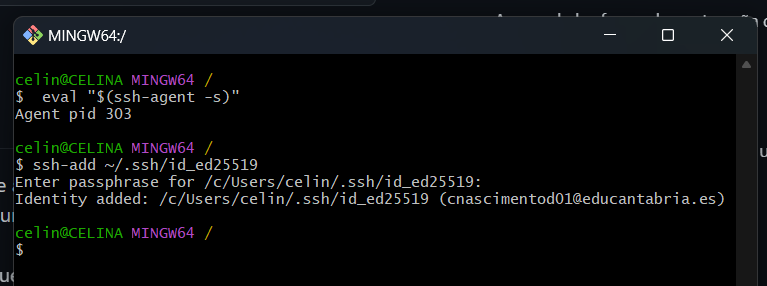 MINGW64:/
celin@CELINA MINGW64 /
$  eval "$(ssh-agent -s)"
Agent pid 303
celin@CELINA MINGW64 /
$ ssh-add ~/.ssh/id_ed25519
Enter passphrase for /c/Users/celin/.ssh/id_ed25519:
Identity added: /c/Users/celin/.ssh/id_ed25519 (cnascimentod01@educantabria.es)
celin@CELINA MINGW64 /
$